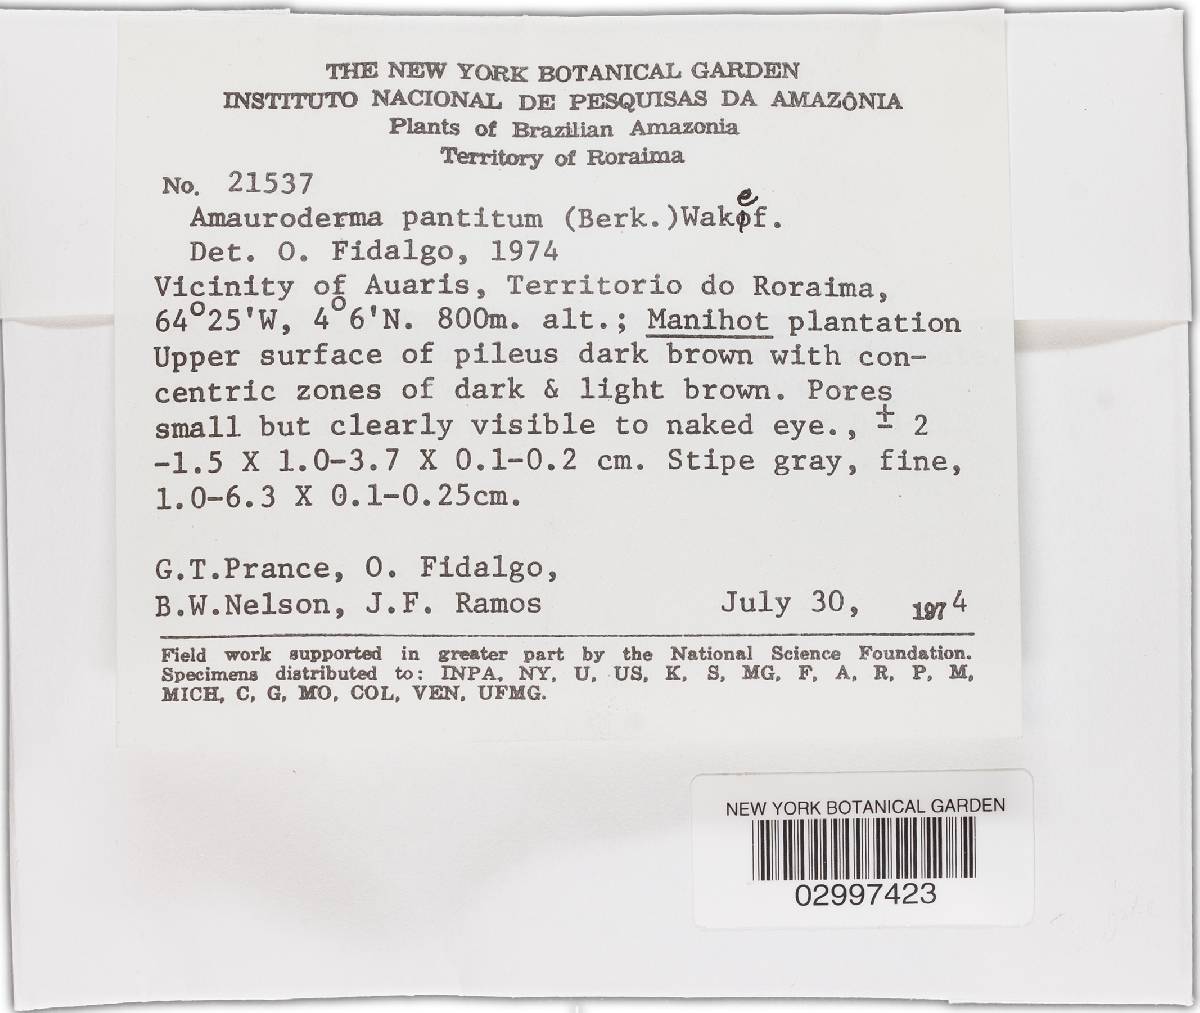 THE NEW YORK BOTANICAL GARDEN
INSTITUTO NACIONAL DE PESQUISAS DA AMAZÔNIA
Plants of Brazilian Amazonia
Territory of Roraima
No. 21537
Amauroderma pantitum (Berk.)Wakef.
Det. O. Fidalgo, 1974
Vicinity of Auaris, Territorio do Roraima,
64°25'W, 4°6'N. 800m. alt.; Manihot plantation
Upper surface of pileus dark brown with con-
centric zones of dark & light brown. Pores
small but clearly visible to naked eye., ± 2
-1.5 X 1.0-3.7 X 0.1-0.2 cm. Stipe gray, fine,
1.0-6.3 X 0.1-0.25cm.
G.T.Prance, O. Fidalgo,
B.W.Nelson, J.F. Ramos July 30, 1974
Field work supported in greater part by the National Science Foundation.
Specimens distributed to: INPA, NY, U, US, K, S, MG, F, A, R, P, M,
MICH, C, G, MO, COL, VEN, UFMG.
NEW YORK BOTANICAL GARDEN
02997423